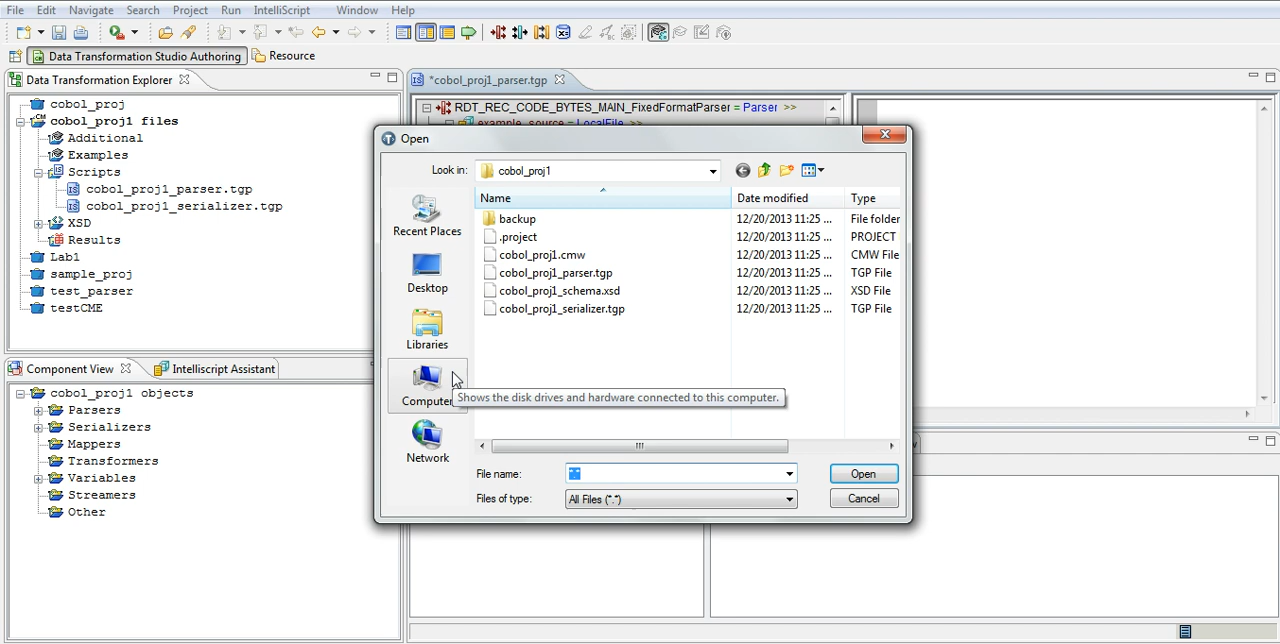 File Edit Navigate Search Project Run IntelliScript Window Help
Data Transformation Studio Authoring Resource
Data Transformation Explorer
cobol_proj
cobol_proj1 files
Additional
Examples
Scripts
cobol_proj1_parser.tgp
cobol_proj1_serializer.tgp
XSD
Results
Lab1
sample_proj
test_parser
testCME
Component View Intelliscript Assistant
cobol_proj1 objects
Parsers
Serializers
Mappers
Transformers
Variables
Streamers
Other
*cobol_proj1_parser.tgp
RDT_REC_CODE_BYTES_MAIN_FixedFormatParser = Parser >>
example_source = LocalFile >>
Open
Look in: cobol_proj1
Recent Places
Desktop
Libraries
Computer
Network
Name Date modified Type
backup 12/20/2013 11:25 ... File folder
.project 12/20/2013 11:25 ... PROJECT
cobol_proj1.cmw 12/20/2013 11:25 ... CMW File
cobol_proj1_parser.tgp 12/20/2013 11:25 ... TGP File
cobol_proj1_schema.xsd 12/20/2013 11:25 ... XSD File
cobol_proj1_serializer.tgp 12/20/2013 11:25 ... TGP File
Shows the disk drives and hardware connected to this computer.
File name: *.* Open
Files of type: All Files (*.*) Cancel